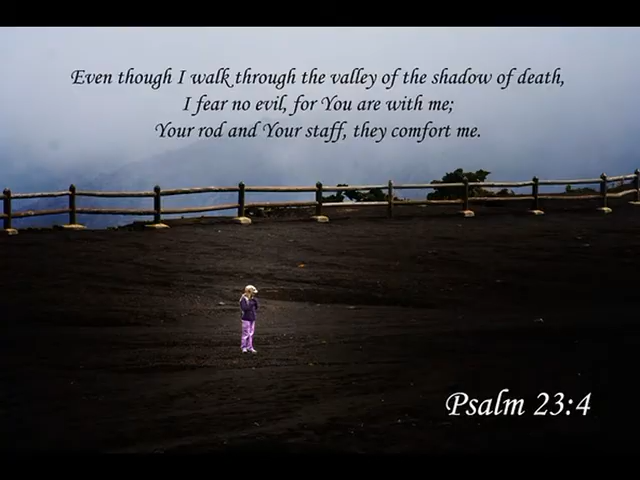 Even though I walk through the valley of the shadow of death,
I fear no evil, for You are with me;
Your rod and Your staff, they comfort me.
Psalm 23:4